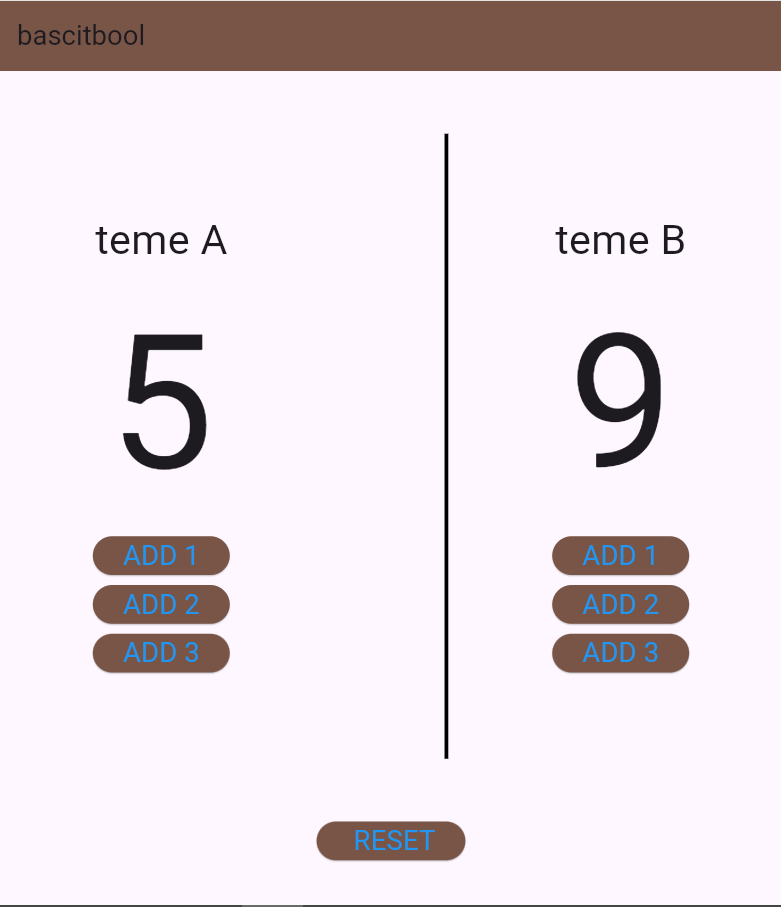 bascitbool
teme A
teme B
5
9
ADD 1
ADD 1
ADD 2
ADD 2
ADD 3
ADD 3
RESET